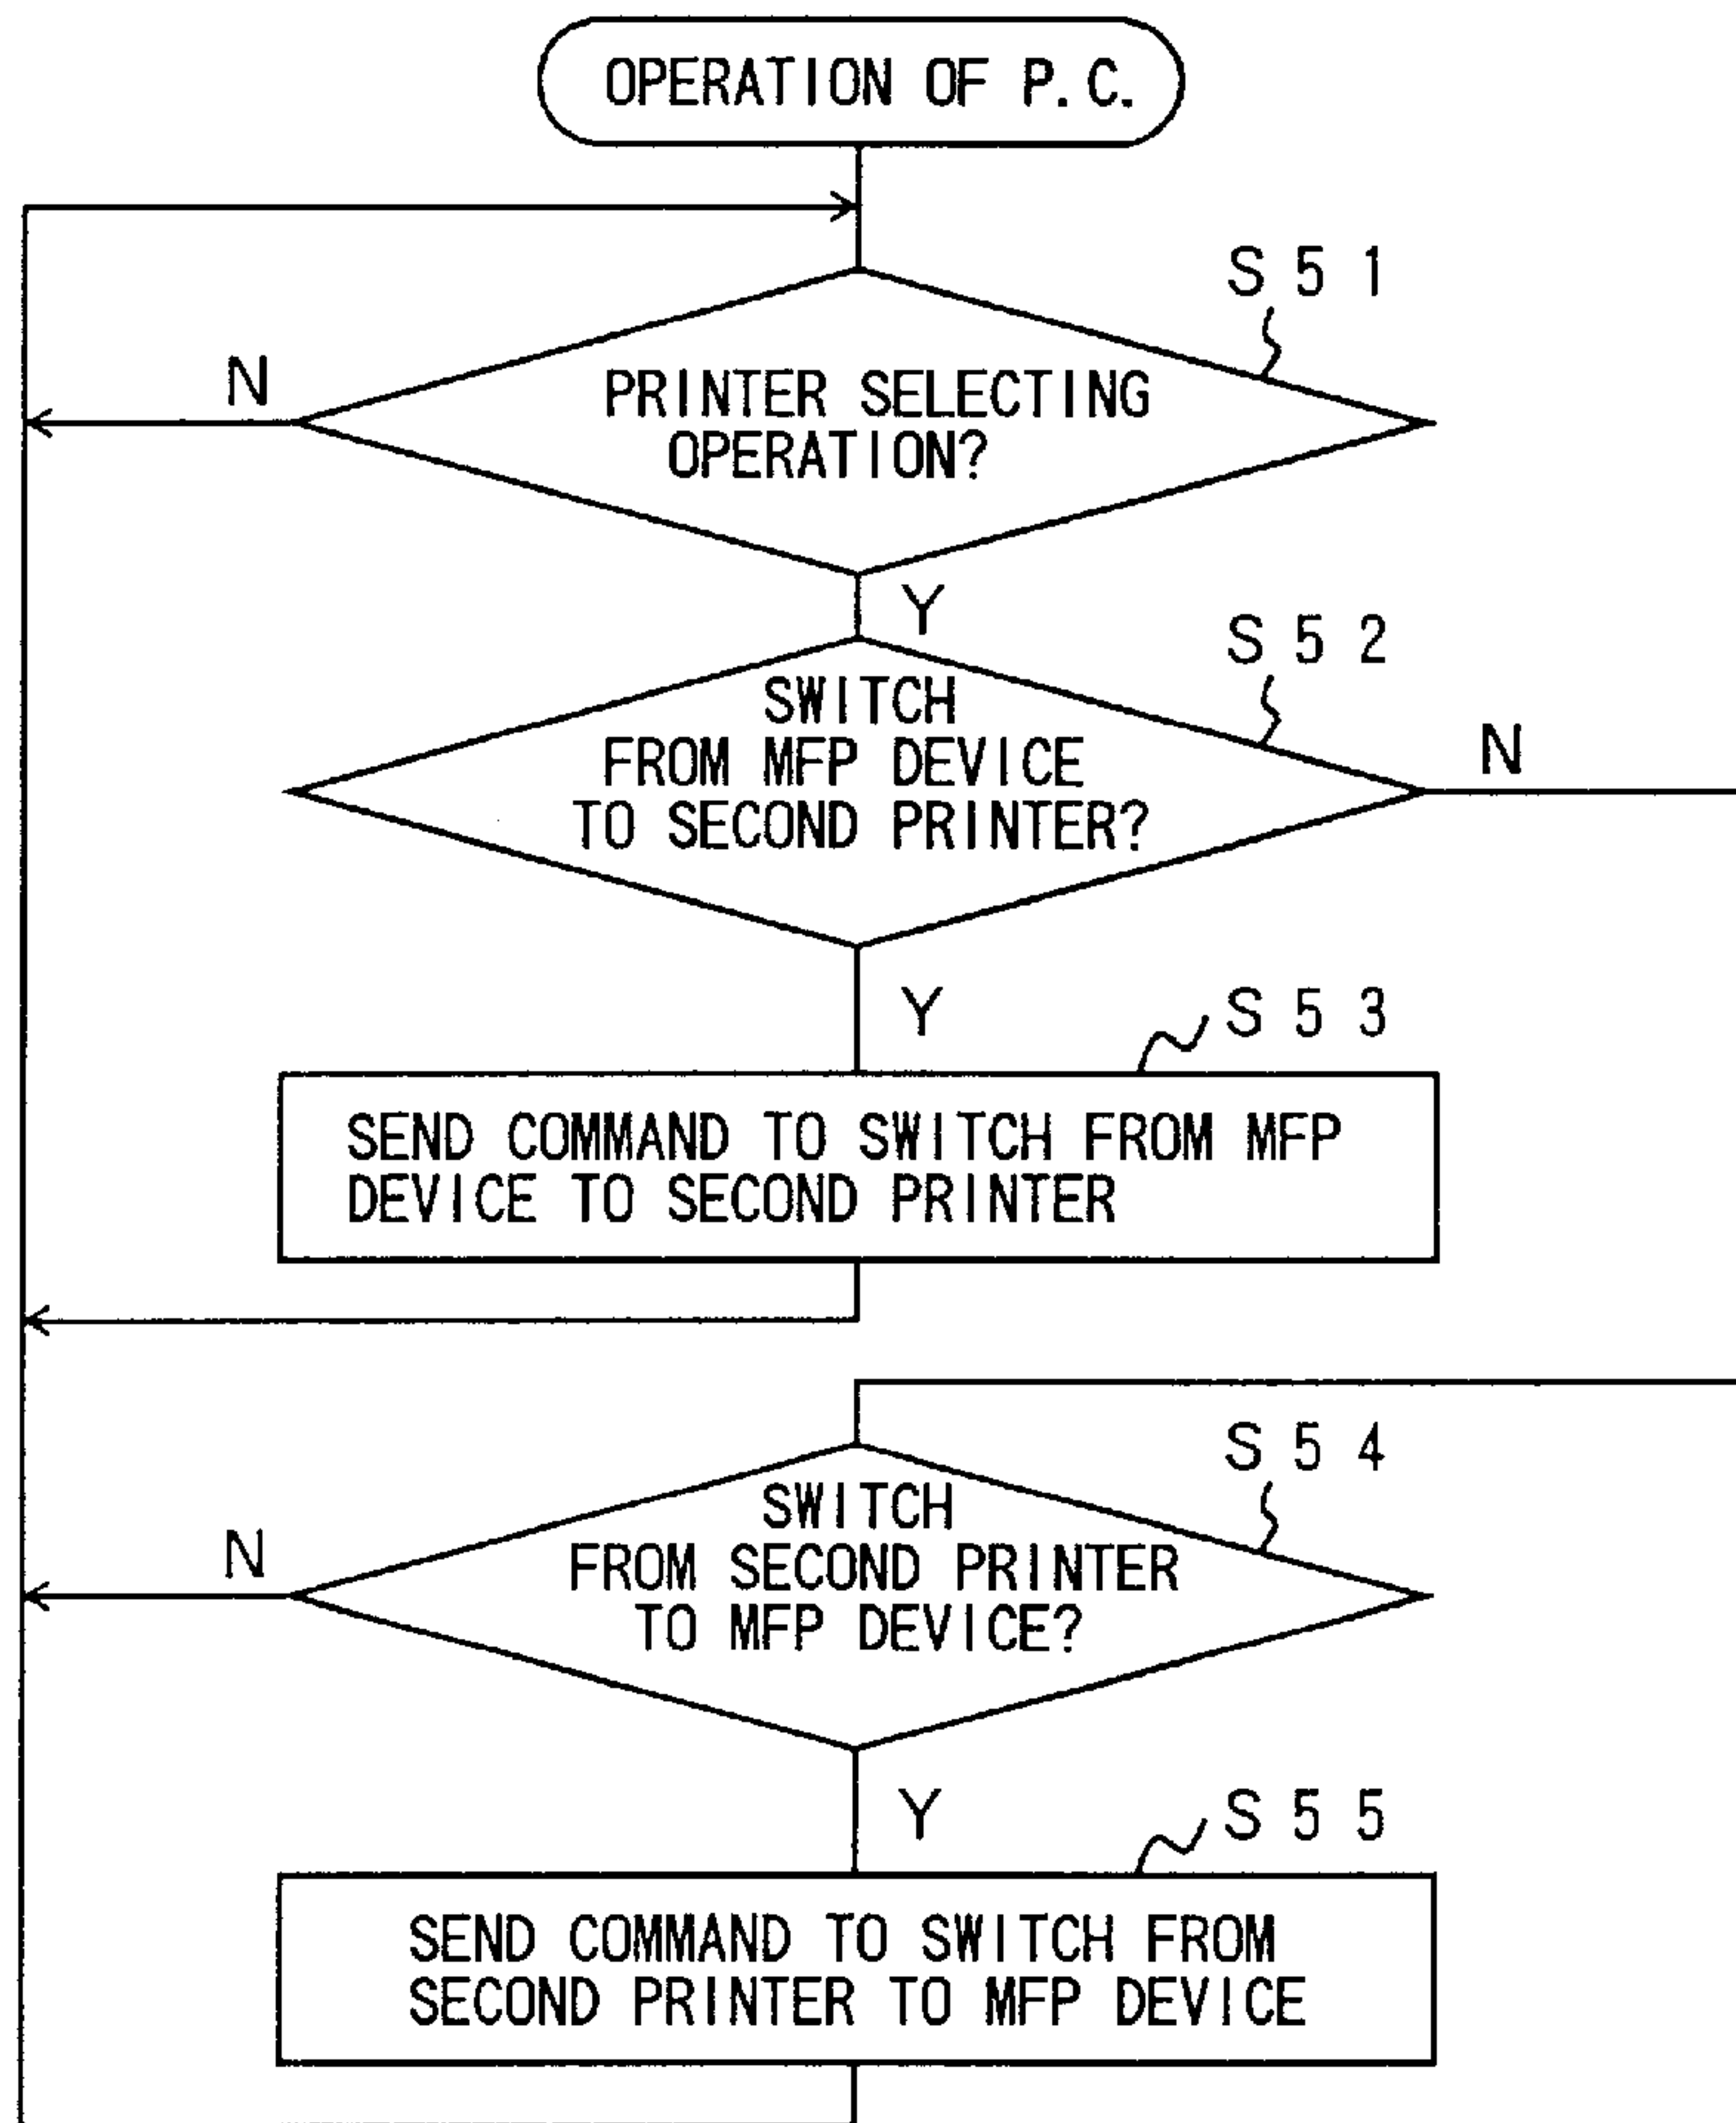 OPERATION OF P.C.
S51
N
PRINTER SELECTING
OPERATION?
Y
S52
SWITCH
FROM MFP DEVICE
TO SECOND PRINTER?
N
Y
S53
SEND COMMAND TO SWITCH FROM MFP
DEVICE TO SECOND PRINTER
S54
SWITCH
FROM SECOND PRINTER
TO MFP DEVICE?
N
Y
S55
SEND COMMAND TO SWITCH FROM
SECOND PRINTER TO MFP DEVICE